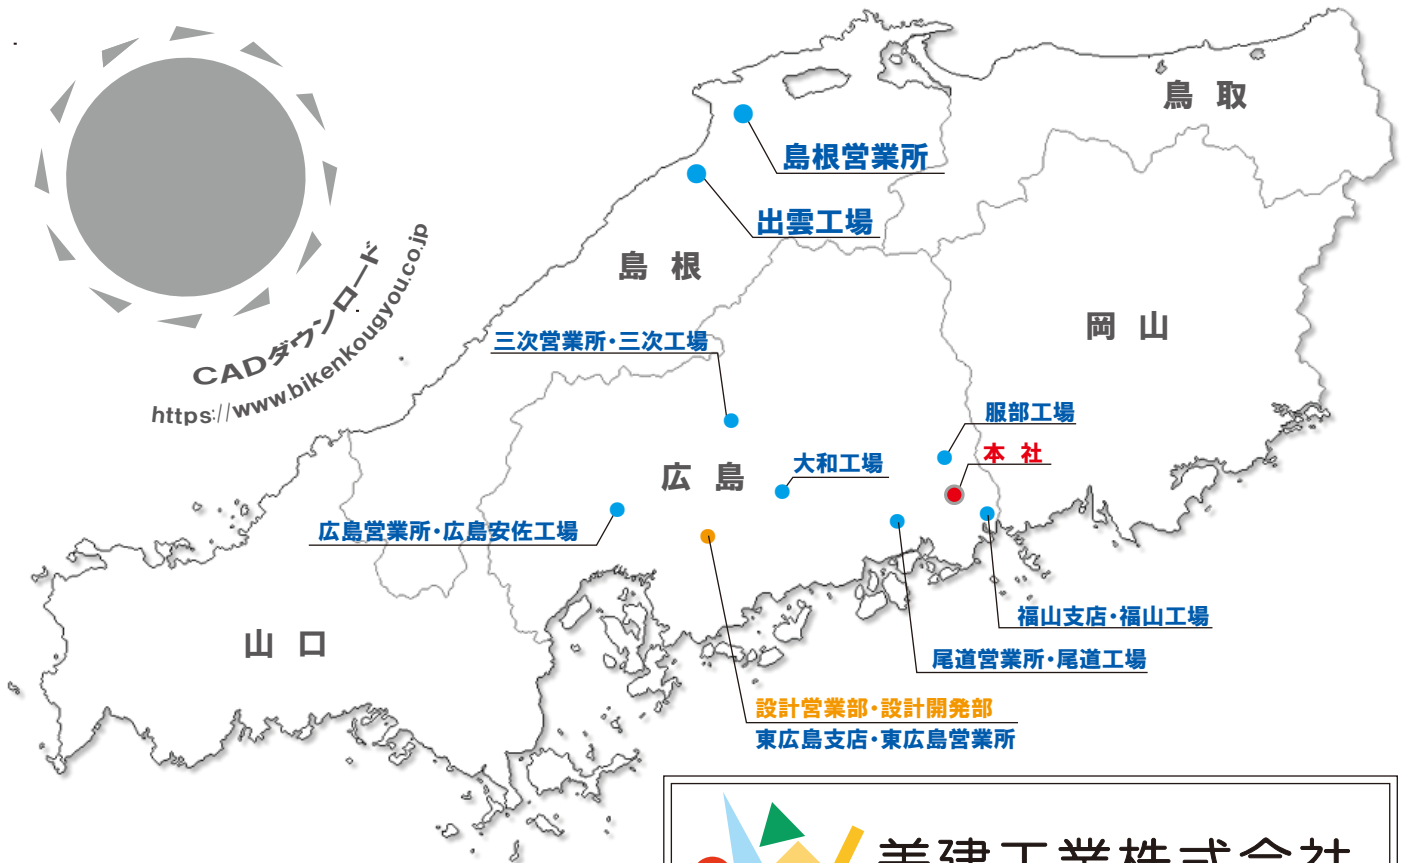 鳥 取
島根営業所
出雲工場
島 根
CADダウンロード
https://www.bikenkougyou.co.jp
岡 山
三次営業所・三次工場
服部工場
本 社
大和工場
広 島
広島営業所・広島安佐工場
福山支店・福山工場
山 口
尾道営業所・尾道工場
設計営業部・設計開発部
東広島支店・東広島営業所
美建工業株式会社